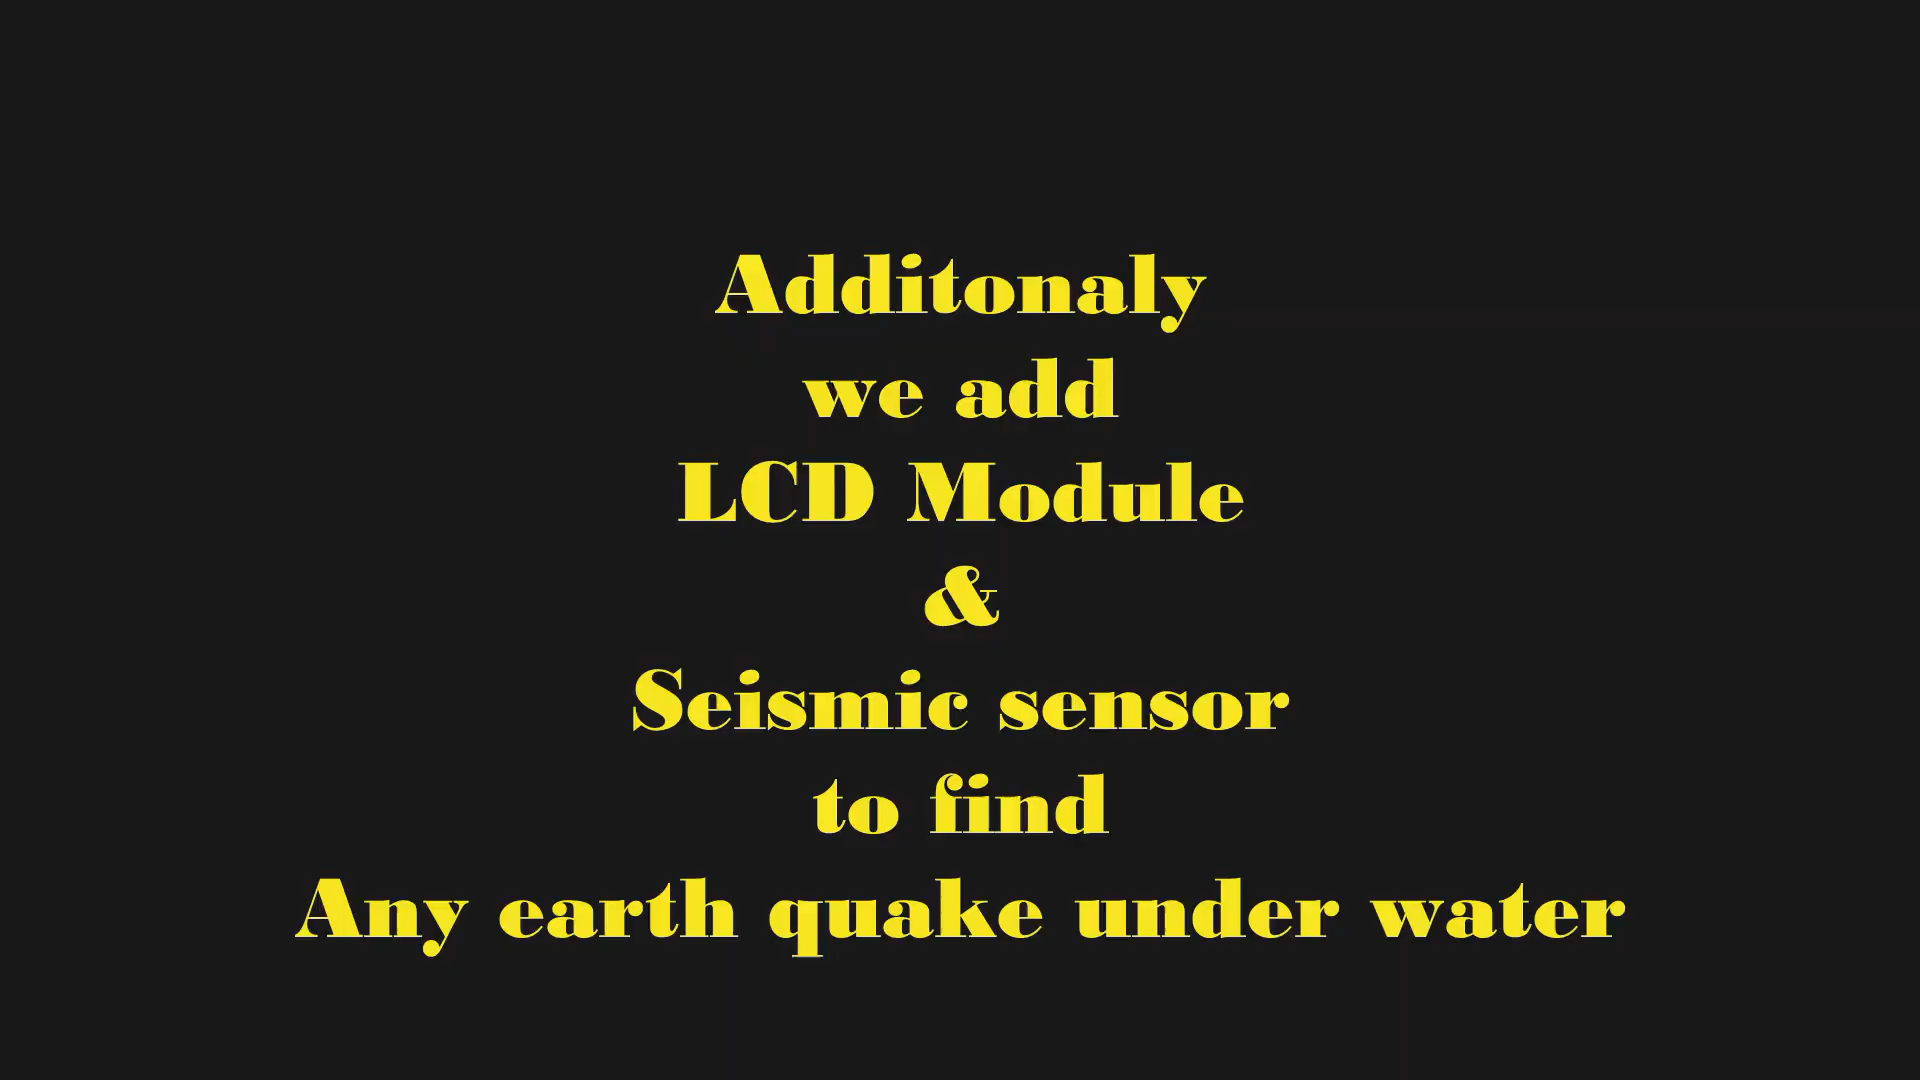 Additonaly
we add
LCD Module
&
Seismic sensor
to find
Any earth quake under water